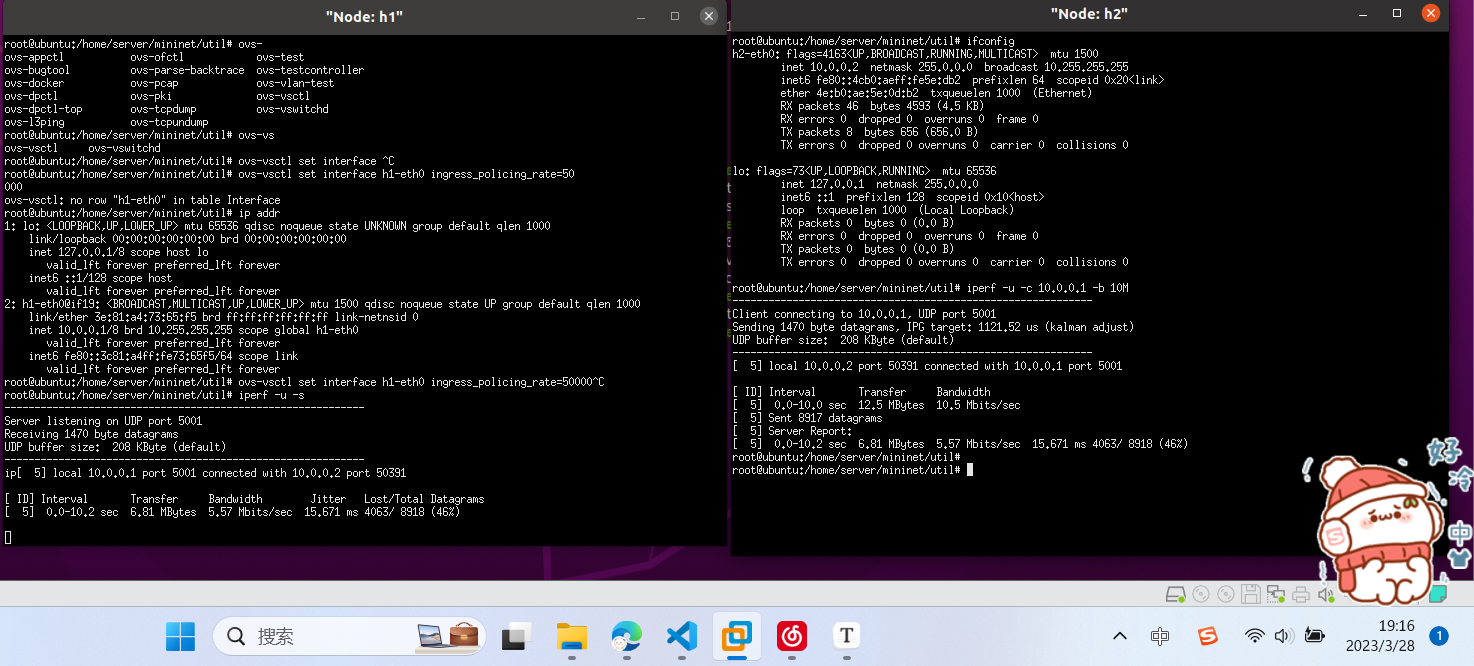 "Node: h1"
root@ubuntu:/home/server/mininet/util# ovs-
ovs-appctl ovs-ofctl ovs-test
ovs-bugtool ovs-parse-backtrace ovs-testcontroller
ovs-docker ovs-pcap ovs-vlan-test
ovs-dpctl ovs-pki ovs-vsctl
ovs-dpctl-top ovs-tcpdump ovs-vswitchd
ovs-l3ping ovs-tcpundump
root@ubuntu:/home/server/mininet/util# ovs-vs
ovs-vsctl ovs-vswitchd
root@ubuntu:/home/server/mininet/util# ovs-vsctl set interface ^C
root@ubuntu:/home/server/mininet/util# ovs-vsctl set interface h1-eth0 ingress_policing_rate=50
000
ovs-vsctl: no row "h1-eth0" in table Interface
root@ubuntu:/home/server/mininet/util# ip addr
1: lo: <LOOPBACK,UP,LOWER_UP> mtu 65536 qdisc noqueue state UNKNOWN group default qlen 1000
link/loopback 00:00:00:00:00:00 brd 00:00:00:00:00:00
inet 127.0.0.1/8 scope host lo
valid_lft forever preferred_lft forever
inet6 ::1/128 scope host
valid_lft forever preferred_lft forever
2: h1-eth0@if19: <BROADCAST,MULTICAST,UP,LOWER_UP> mtu 1500 qdisc noqueue state UP group default qlen 1000
link/ether 3e:81:a4:73:65:f5 brd ff:ff:ff:ff:ff:ff link-netnsid 0
inet 10.0.0.1/8 brd 10.255.255.255 scope global h1-eth0
valid_lft forever preferred_lft forever
inet6 fe80::3c81:a4ff:fe73:65f5/64 scope link
valid_lft forever preferred_lft forever
root@ubuntu:/home/server/mininet/util# ovs-vsctl set interface h1-eth0 ingress_policing_rate=50000^C
root@ubuntu:/home/server/mininet/util# iperf -u -s
------------------------------------------------------------
Server listening on UDP port 5001
Receiving 1470 byte datagrams
UDP buffer size: 208 KByte (default)
------------------------------------------------------------
ip[ 5] local 10.0.0.1 port 5001 connected with 10.0.0.2 port 50391
[ ID] Interval Transfer Bandwidth Jitter Lost/Total Datagrams
[ 5] 0.0-10.2 sec 6.81 MBytes 5.57 Mbits/sec 15.671 ms 4063/ 8918 (46%)
"Node: h2"
root@ubuntu:/home/server/mininet/util# ifconfig
h2-eth0: flags=4163<UP,BROADCAST,RUNNING,MULTICAST> mtu 1500
inet 10.0.0.2 netmask 255.0.0.0 broadcast 10.255.255.255
inet6 fe80::4cb0:aeff:fe5e:db2 prefixlen 64 scopeid 0x20<link>
ether 4e:b0:ae:5e:0d:b2 txqueuelen 1000 (Ethernet)
RX packets 46 bytes 4593 (4.5 KB)
RX errors 0 dropped 0 overruns 0 frame 0
TX packets 8 bytes 656 (656.0 B)
TX errors 0 dropped 0 overruns 0 carrier 0 collisions 0
lo: flags=73<UP,LOOPBACK,RUNNING> mtu 65536
inet 127.0.0.1 netmask 255.0.0.0
inet6 ::1 prefixlen 128 scopeid 0x10<host>
loop txqueuelen 1000 (Local Loopback)
RX packets 0 bytes 0 (0.0 B)
RX errors 0 dropped 0 overruns 0 frame 0
TX packets 0 bytes 0 (0.0 B)
TX errors 0 dropped 0 overruns 0 carrier 0 collisions 0
root@ubuntu:/home/server/mininet/util# iperf -u -c 10.0.0.1 -b 10M
------------------------------------------------------------
Client connecting to 10.0.0.1, UDP port 5001
Sending 1470 byte datagrams, IPG target: 1121.52 us (kalman adjust)
UDP buffer size: 208 KByte (default)
------------------------------------------------------------
[ 5] local 10.0.0.2 port 50391 connected with 10.0.0.1 port 5001
[ ID] Interval Transfer Bandwidth
[ 5] 0.0-10.0 sec 12.5 MBytes 10.5 Mbits/sec
[ 5] Sent 8917 datagrams
[ 5] Server Report:
[ 5] 0.0-10.2 sec 6.81 MBytes 5.57 Mbits/sec 15.671 ms 4063/ 8918 (46%)
root@ubuntu:/home/server/mininet/util#
root@ubuntu:/home/server/mininet/util#
好
冷
中
搜索
T
中
S
19:16
2023/3/28
1